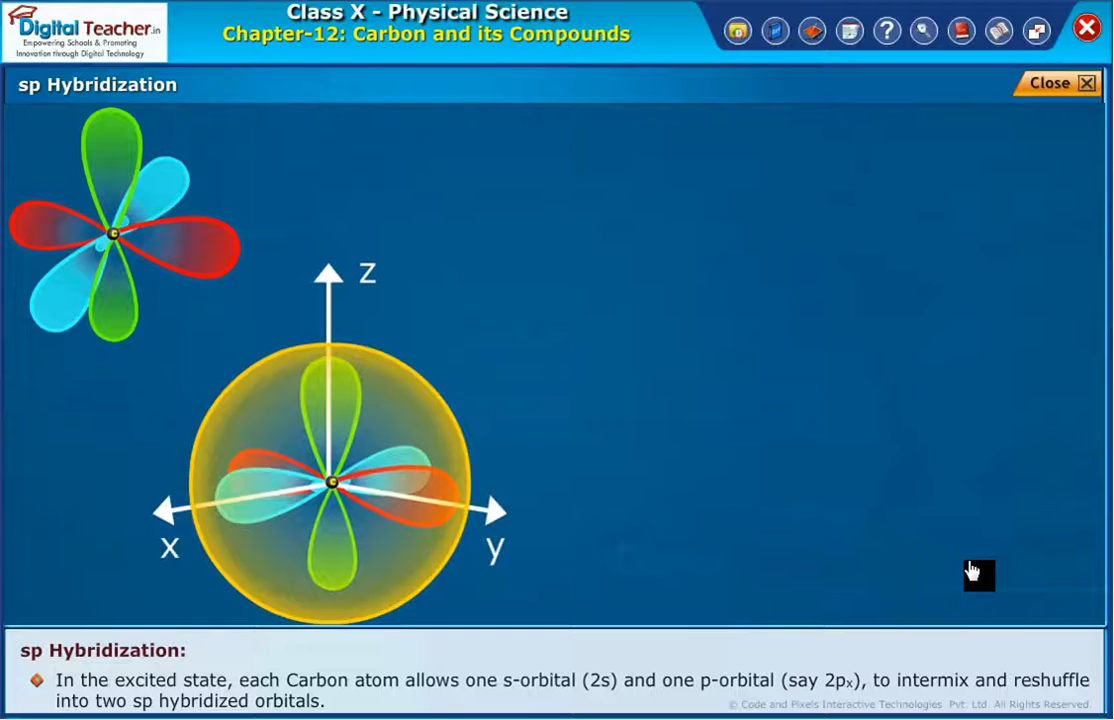 Digital Teacher.in
Empowering Schools & Promoting
Innovation through Digital Technology
Class X - Physical Science
Chapter-12: Carbon and its Compounds
?
sp Hybridization
Close
c
z
c
x
y
sp Hybridization:
In the excited state, each Carbon atom allows one s-orbital (2s) and one p-orbital (say 2pₓ), to intermix and reshuffle
into two sp hybridized orbitals.
© Code and Pixels Interactive Technologies Pvt. Ltd. All Rights Reserved.